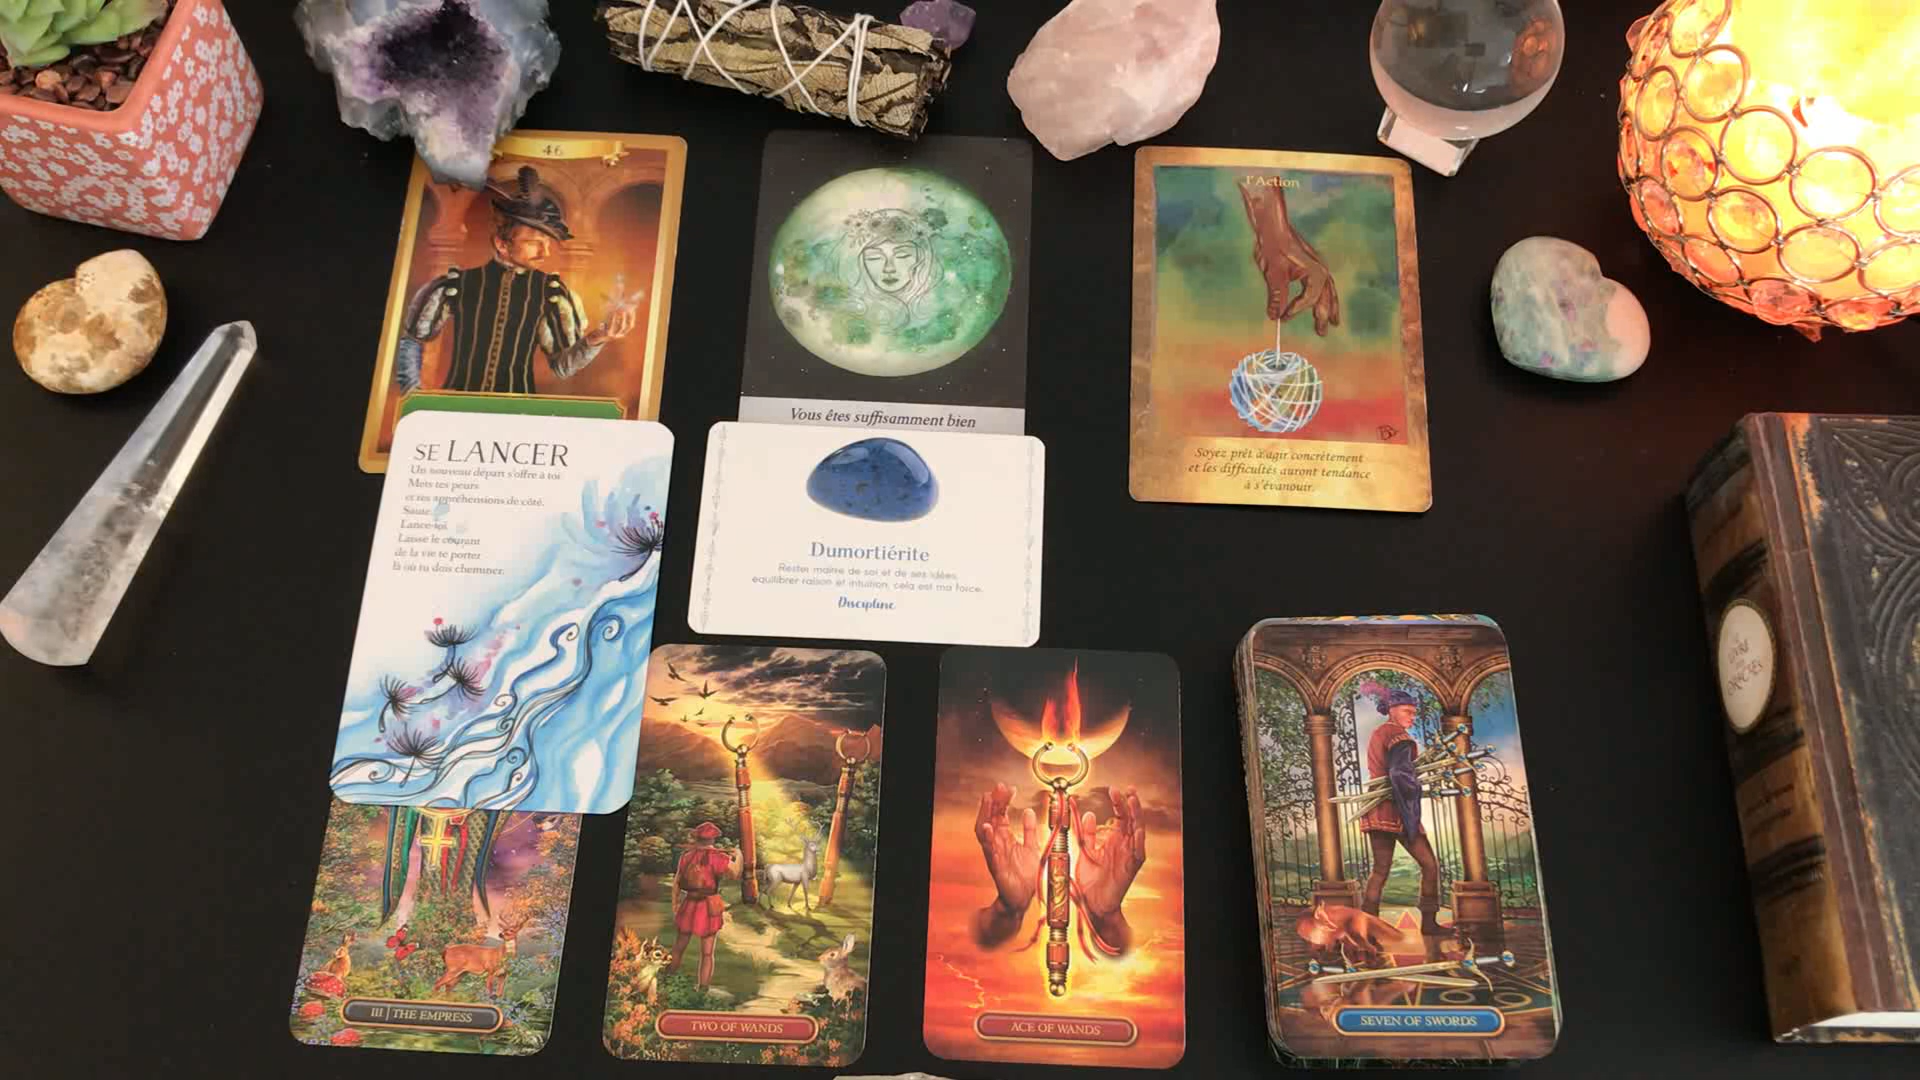 46
Vous êtes suffisamment bien
l'Action
Soyez prêt à agir concrètement
et les difficultés auront tendance
à s'évanouir.
SE LANCER
Un nouveau départ s'offre à toi
Mets tes peurs
et tes appréhensions de côté.
Saute.
Lance-toi.
Laisse le courant
de la vie te porter
Là où tu dois cheminer.
Dumortiérite
Rester maître de soi et de ses idées,
équilibrer raison et intuition, cela est ma force.
Discipline
LIVRE
ORACLES
III | THE EMPRESS
TWO OF WANDS
ACE OF WANDS
SEVEN OF SWORDS